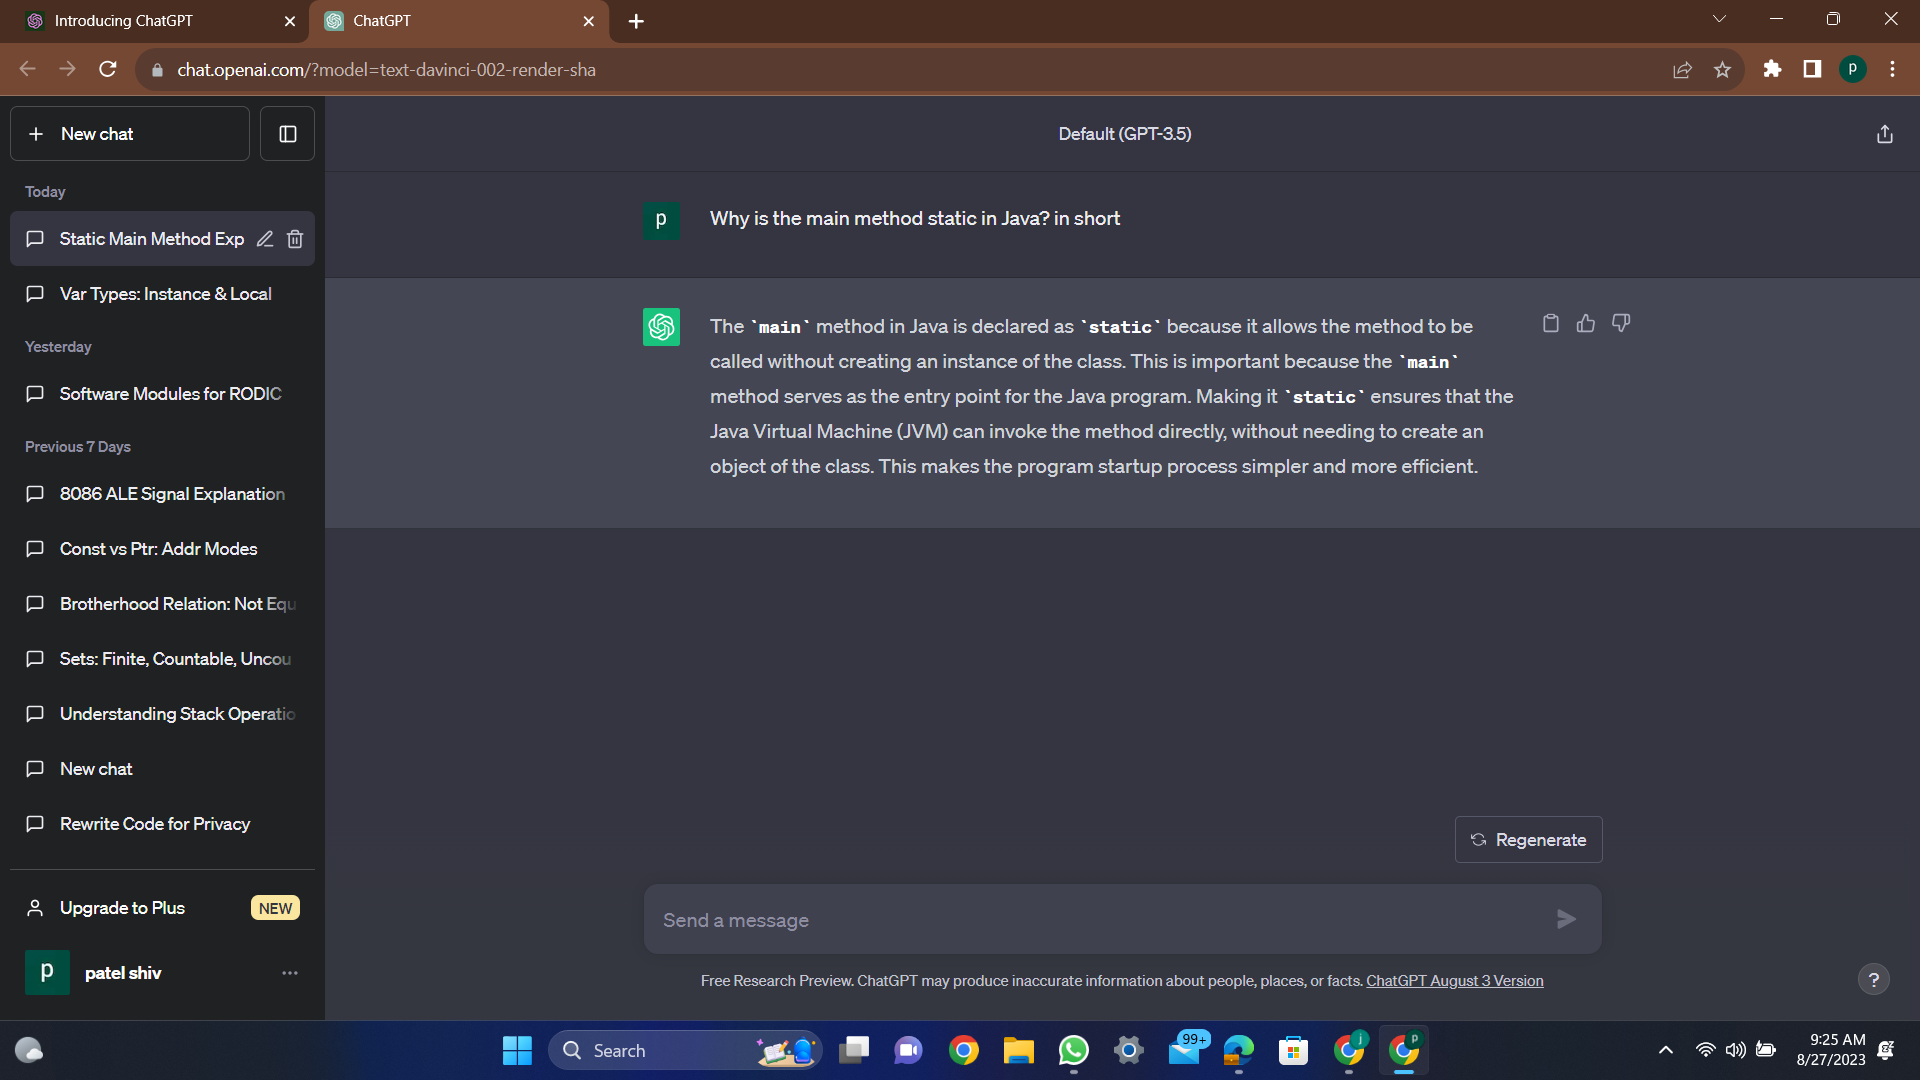 Introducing ChatGPT
ChatGPT
chat.openai.com/?model=text-davinci-002-render-sha
p
New chat
Default (GPT-3.5)
Today
Static Main Method Exp
Var Types: Instance & Local
Yesterday
Software Modules for RODIC
Previous 7 Days
8086 ALE Signal Explanation
Const vs Ptr: Addr Modes
Brotherhood Relation: Not Equ
Sets: Finite, Countable, Uncou
Understanding Stack Operatio
New chat
Rewrite Code for Privacy
Upgrade to Plus
NEW
p
patel shiv
p
Why is the main method static in Java? in short
The `main` method in Java is declared as `static` because it allows the method to be
called without creating an instance of the class. This is important because the `main`
method serves as the entry point for the Java program. Making it `static` ensures that the
Java Virtual Machine (JVM) can invoke the method directly, without needing to create an
object of the class. This makes the program startup process simpler and more efficient.
Regenerate
Send a message
Free Research Preview. ChatGPT may produce inaccurate information about people, places, or facts. ChatGPT August 3 Version
?
Search
99+
j
P
9:25 AM
8/27/2023